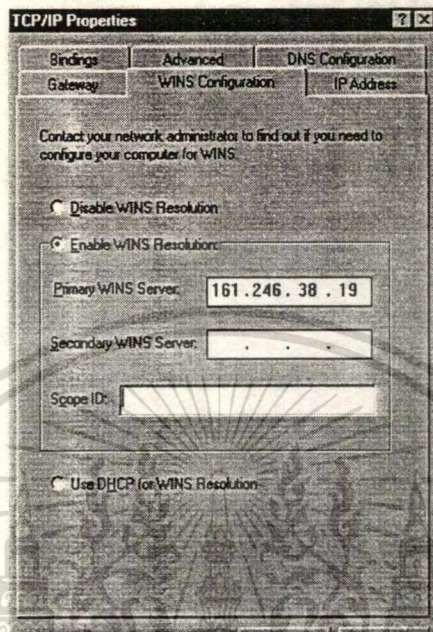 TCP/IP Properties
Bindings Advanced DNS Configuration
Gateway WINS Configuration IP Address
Contact your network administrator to find out if you need to
configure your computer for WINS.
Disable WINS Resolution
Enable WINS Resolution:
Primary WINS Server: 161.246.38.19
Secondary WINS Server: . . .
Scope ID:
Use DHCP for WINS Resolution